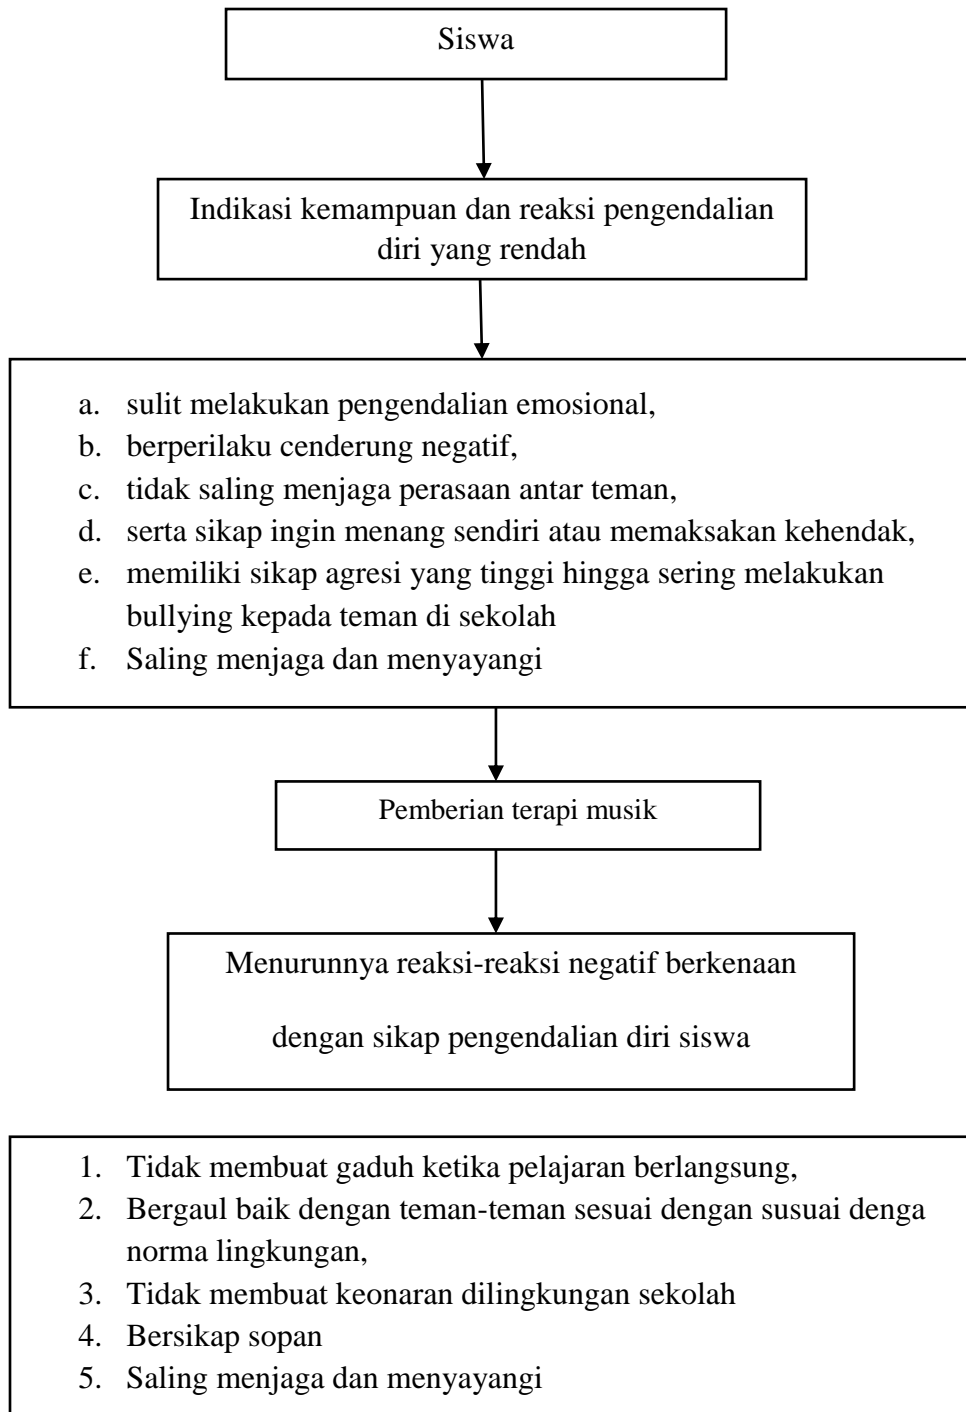 Siswa
Indikasi kemampuan dan reaksi pengendalian
diri yang rendah
a. sulit melakukan pengendalian emosional,
b. berperilaku cenderung negatif,
c. tidak saling menjaga perasaan antar teman,
d. serta sikap ingin menang sendiri atau memaksakan kehendak,
e. memiliki sikap agresi yang tinggi hingga sering melakukan
bullying kepada teman di sekolah
f. Saling menjaga dan menyayangi
Pemberian terapi musik
Menurunnya reaksi-reaksi negatif berkenaan
dengan sikap pengendalian diri siswa
1. Tidak membuat gaduh ketika pelajaran berlangsung,
2. Bergaul baik dengan teman-teman sesuai dengan susuai denga
norma lingkungan,
3. Tidak membuat keonaran dilingkungan sekolah
4. Bersikap sopan
5. Saling menjaga dan menyayangi